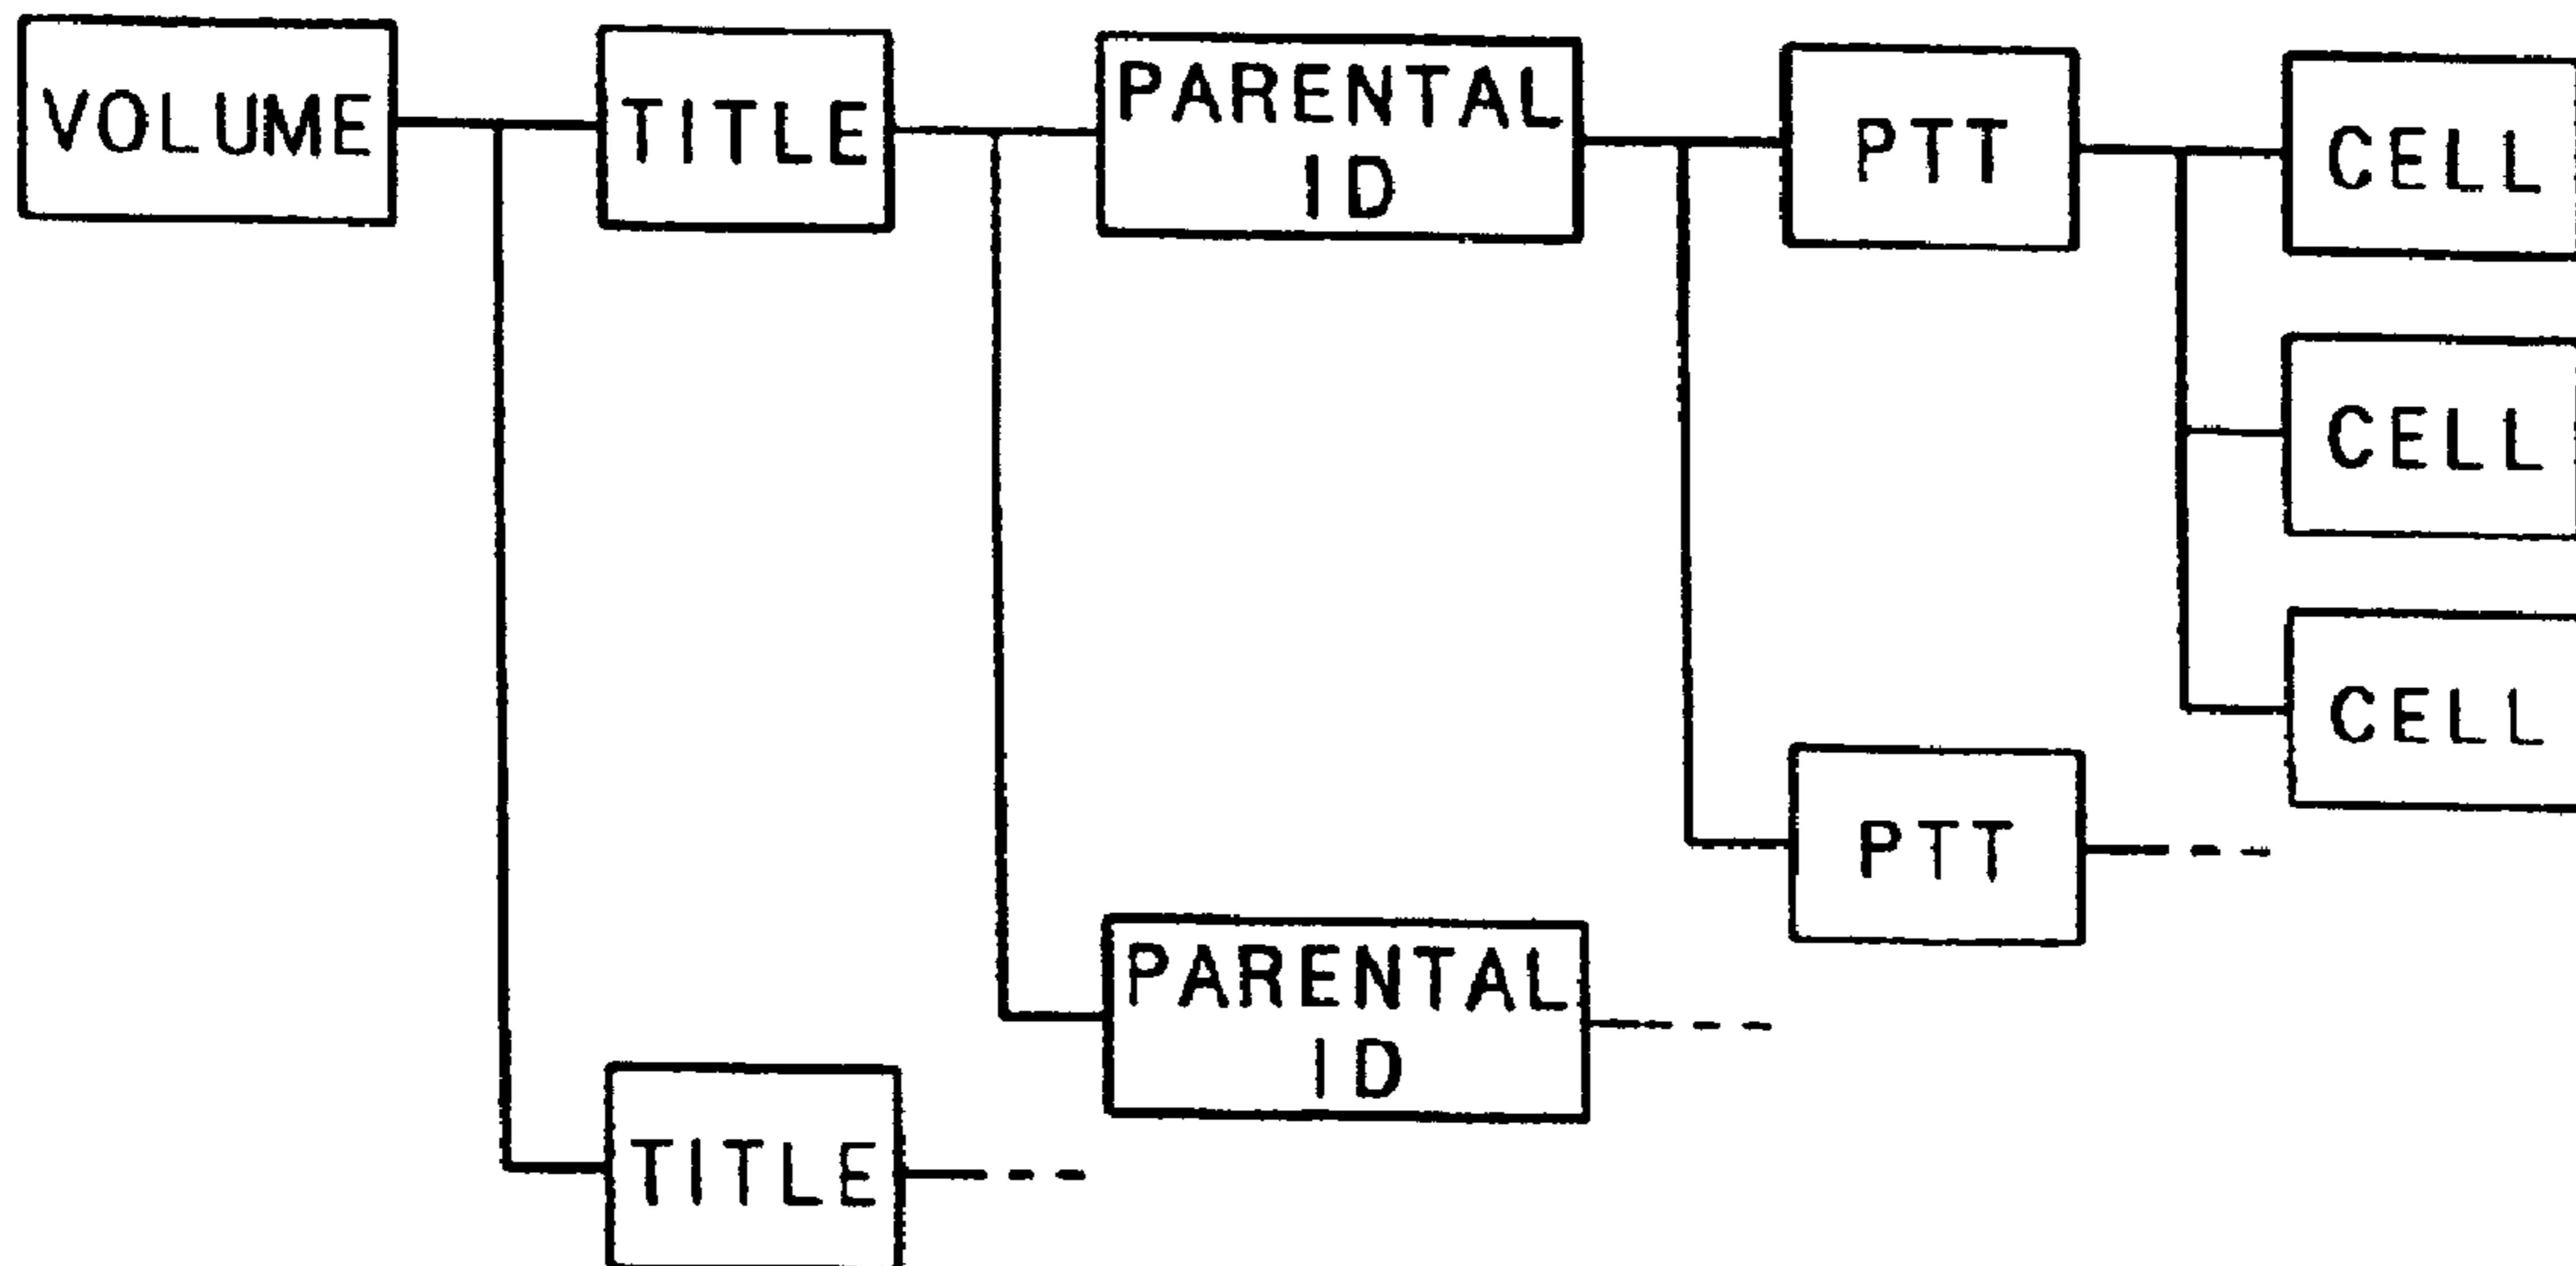 VOLUME
TITLE
PARENTAL
ID
PTT
CELL
CELL
CELL
PTT
PARENTAL
ID
TITLE